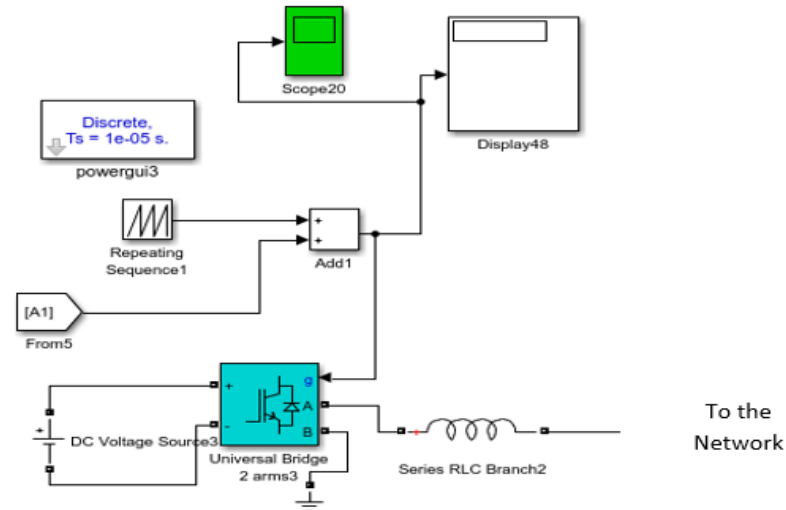 Scope20
Display48
Discrete,
Ts = 1e-05 s.
powergui3
Repeating
Sequence1
+
+
Add1
[A1]
From5
g
+
A
-
B
+
DC Voltage Source3
Universal Bridge
2 arms3
+
Series RLC Branch2
To the
Network